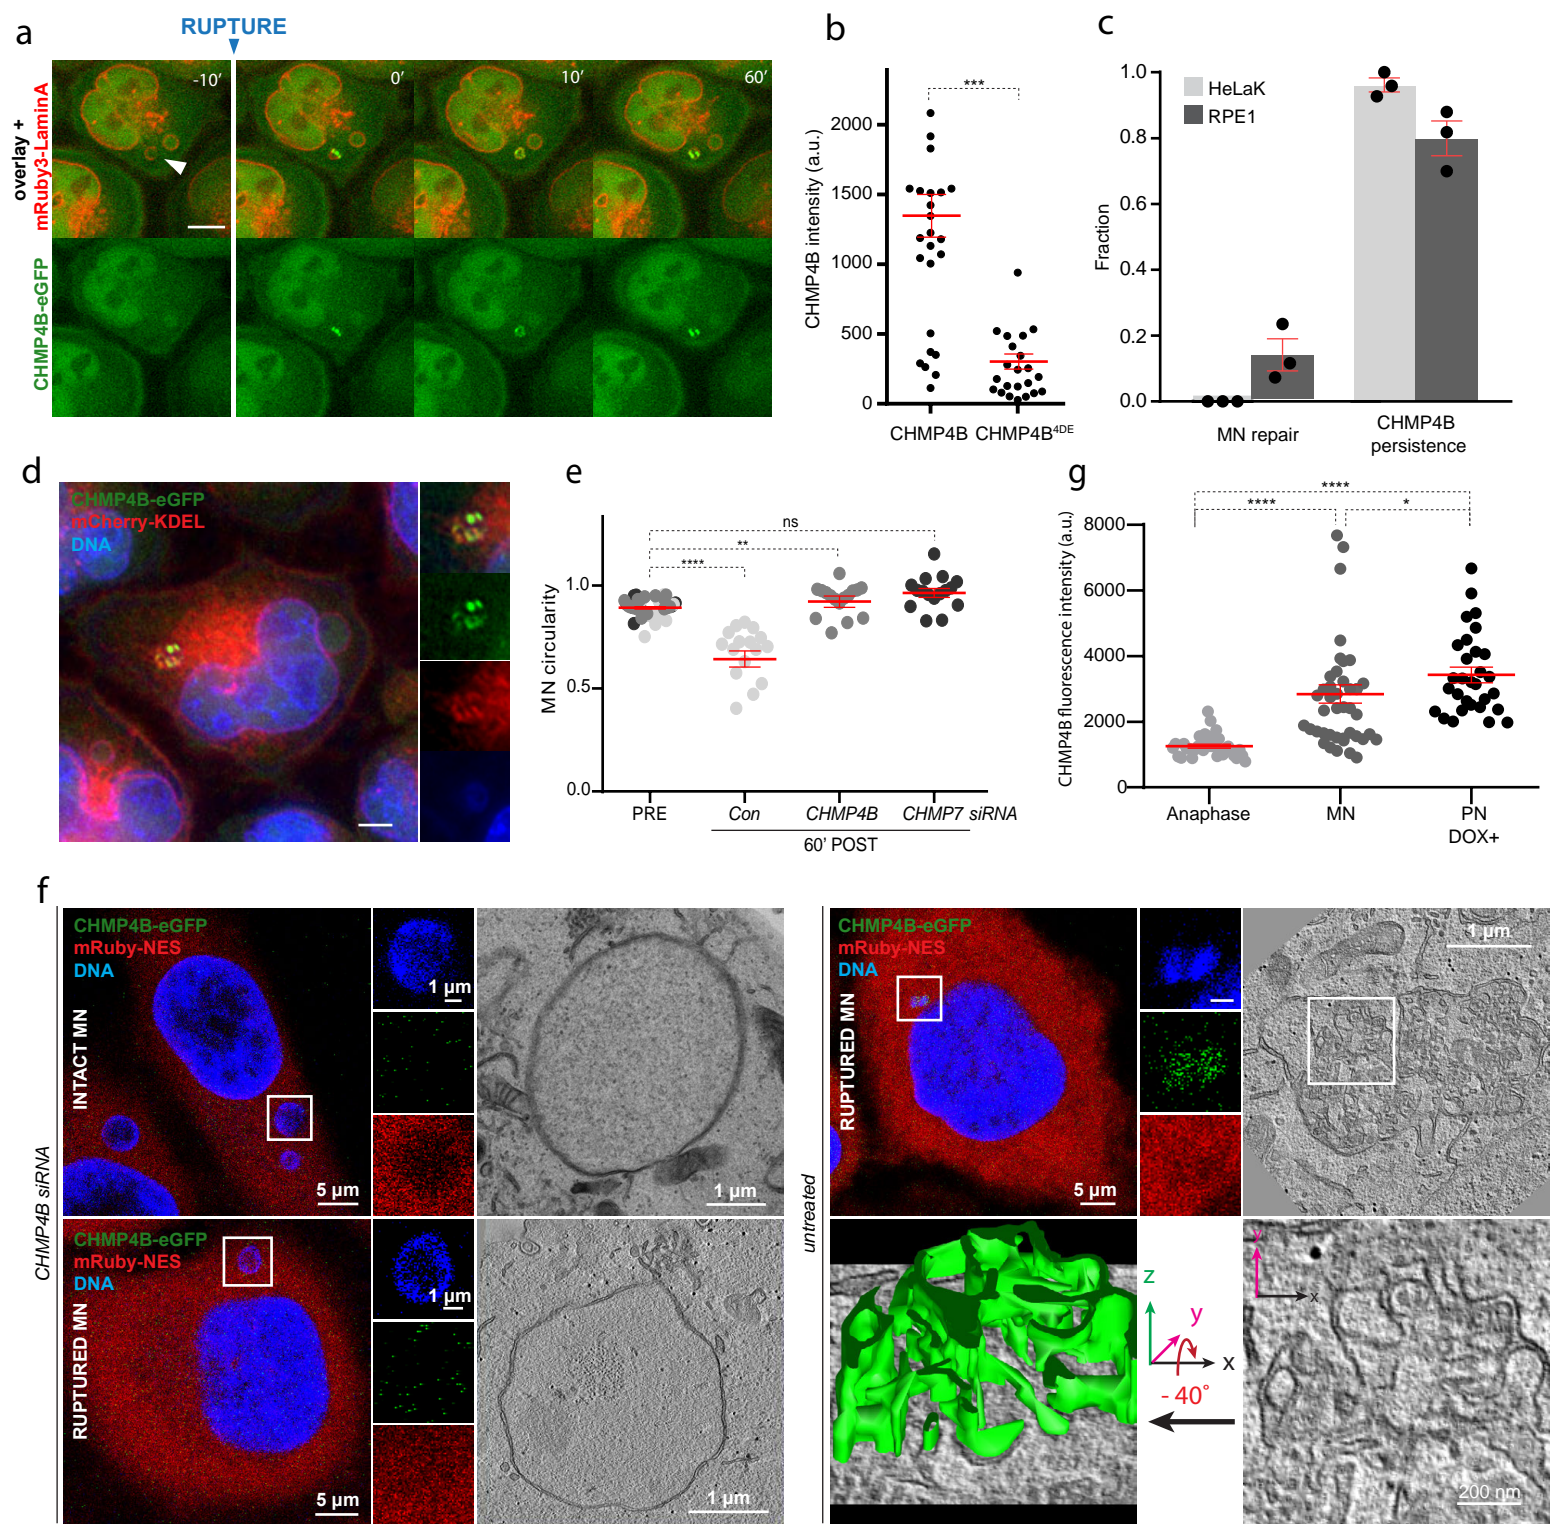 a
RUPTURE
-10'
0'
10'
60'
overlay +
mRuby3-LaminA
CHMP4B-eGFP
b
***
CHMP4B intensity (a.u.)
2000
1500
1000
500
0
CHMP4B
CHMP4B4DE
c
HeLaK
RPE1
Fraction
1.0
0.8
0.6
0.4
0.2
0.0
MN repair
CHMP4B
persistence
d
CHMP4B-eGFP
mCherry-KDEL
DNA
e
ns
**
****
MN circularity
1.0
0.5
0.0
PRE
Con
CHMP4B
CHMP7 siRNA
60' POST
g
****
****
*
CHMP4B fluorescence intensity (a.u.)
8000
6000
4000
2000
0
Anaphase
MN
PN
DOX+
f
CHMP4B siRNA
CHMP4B-eGFP
mRuby-NES
DNA
INTACT MN
5 µm
1 µm
1 µm
CHMP4B-eGFP
mRuby-NES
DNA
RUPTURED MN
5 µm
1 µm
1 µm
untreated
CHMP4B-eGFP
mRuby-NES
DNA
RUPTURED MN
5 µm
1 µm
z
y
x
- 40°
y
x
200 nm